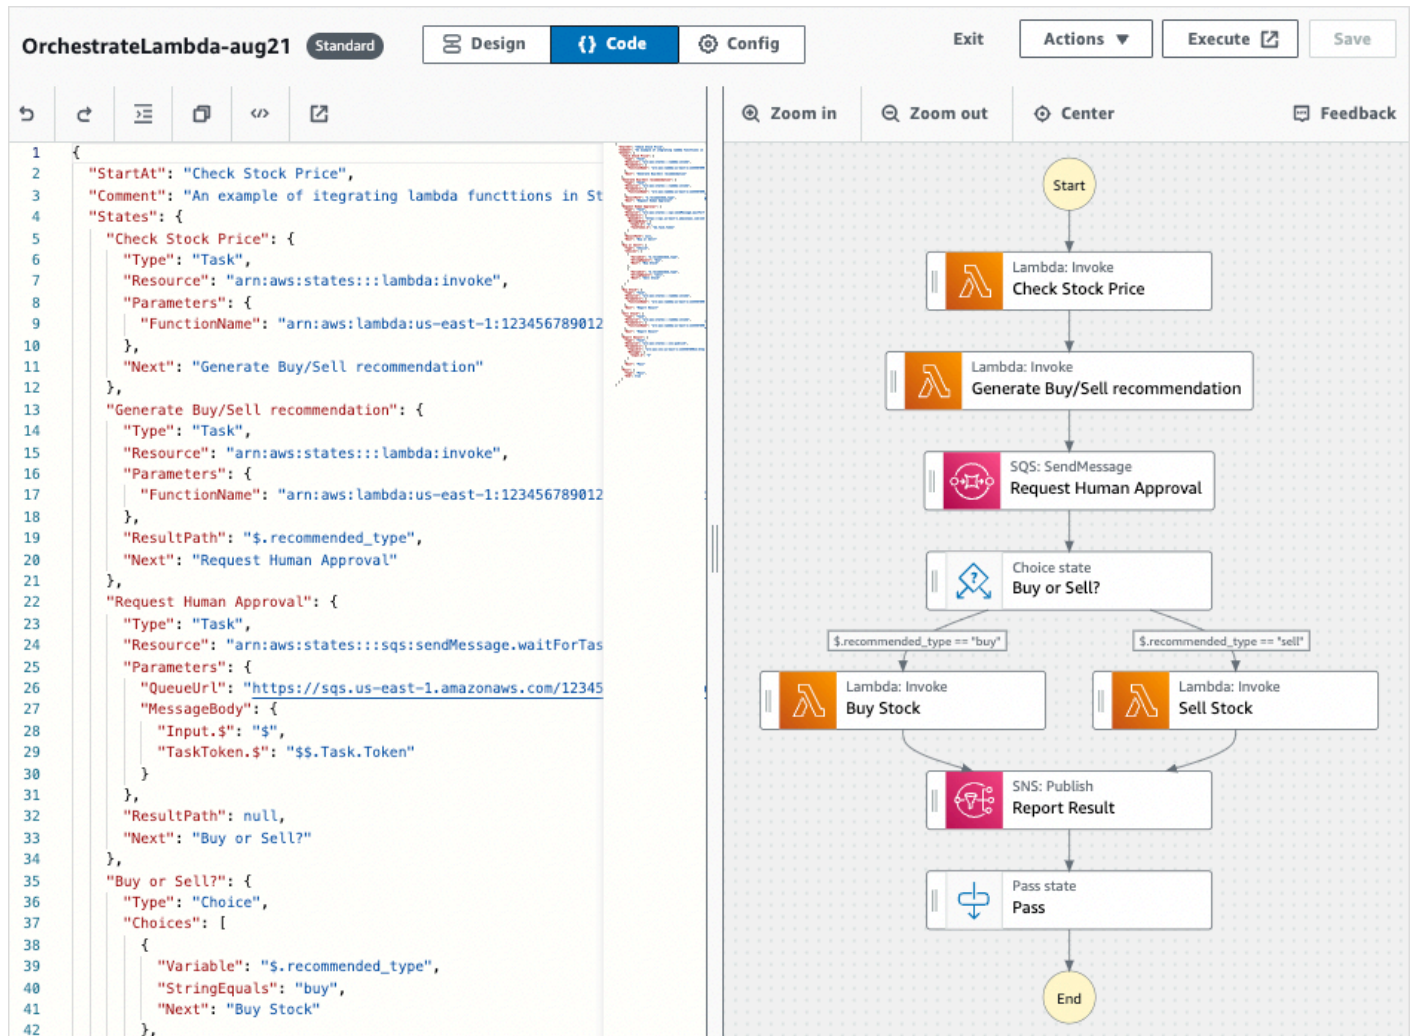 OrchestrateLambda-aug21 Standard Design {} Code Config Exit Actions ▼ Execute Save
Zoom in Zoom out Center Feedback
1 {
2 "StartAt": "Check Stock Price",
3 "Comment": "An example of itegrating lambda functtions in St
4 "States": {
5 "Check Stock Price": {
6 "Type": "Task",
7 "Resource": "arn:aws:states:::lambda:invoke",
8 "Parameters": {
9 "FunctionName": "arn:aws:lambda:us-east-1:123456789012
10 },
11 "Next": "Generate Buy/Sell recommendation"
12 },
13 "Generate Buy/Sell recommendation": {
14 "Type": "Task",
15 "Resource": "arn:aws:states:::lambda:invoke",
16 "Parameters": {
17 "FunctionName": "arn:aws:lambda:us-east-1:123456789012
18 },
19 "ResultPath": "$.recommended_type",
20 "Next": "Request Human Approval"
21 },
22 "Request Human Approval": {
23 "Type": "Task",
24 "Resource": "arn:aws:states:::sqs:sendMessage.waitForTas
25 "Parameters": {
26 "QueueUrl": "https://sqs.us-east-1.amazonaws.com/12345
27 "MessageBody": {
28 "Input.$": "$",
29 "TaskToken.$": "$$.Task.Token"
30 }
31 },
32 "ResultPath": null,
33 "Next": "Buy or Sell?"
34 },
35 "Buy or Sell?": {
36 "Type": "Choice",
37 "Choices": [
38 {
39 "Variable": "$.recommended_type",
40 "StringEquals": "buy",
41 "Next": "Buy Stock"
42 },
Start
Lambda: Invoke
Check Stock Price
Lambda: Invoke
Generate Buy/Sell recommendation
SQS: SendMessage
Request Human Approval
Choice state
Buy or Sell?
$.recommended_type == "buy"
$.recommended_type == "sell"
Lambda: Invoke
Buy Stock
Lambda: Invoke
Sell Stock
SNS: Publish
Report Result
Pass state
Pass
End